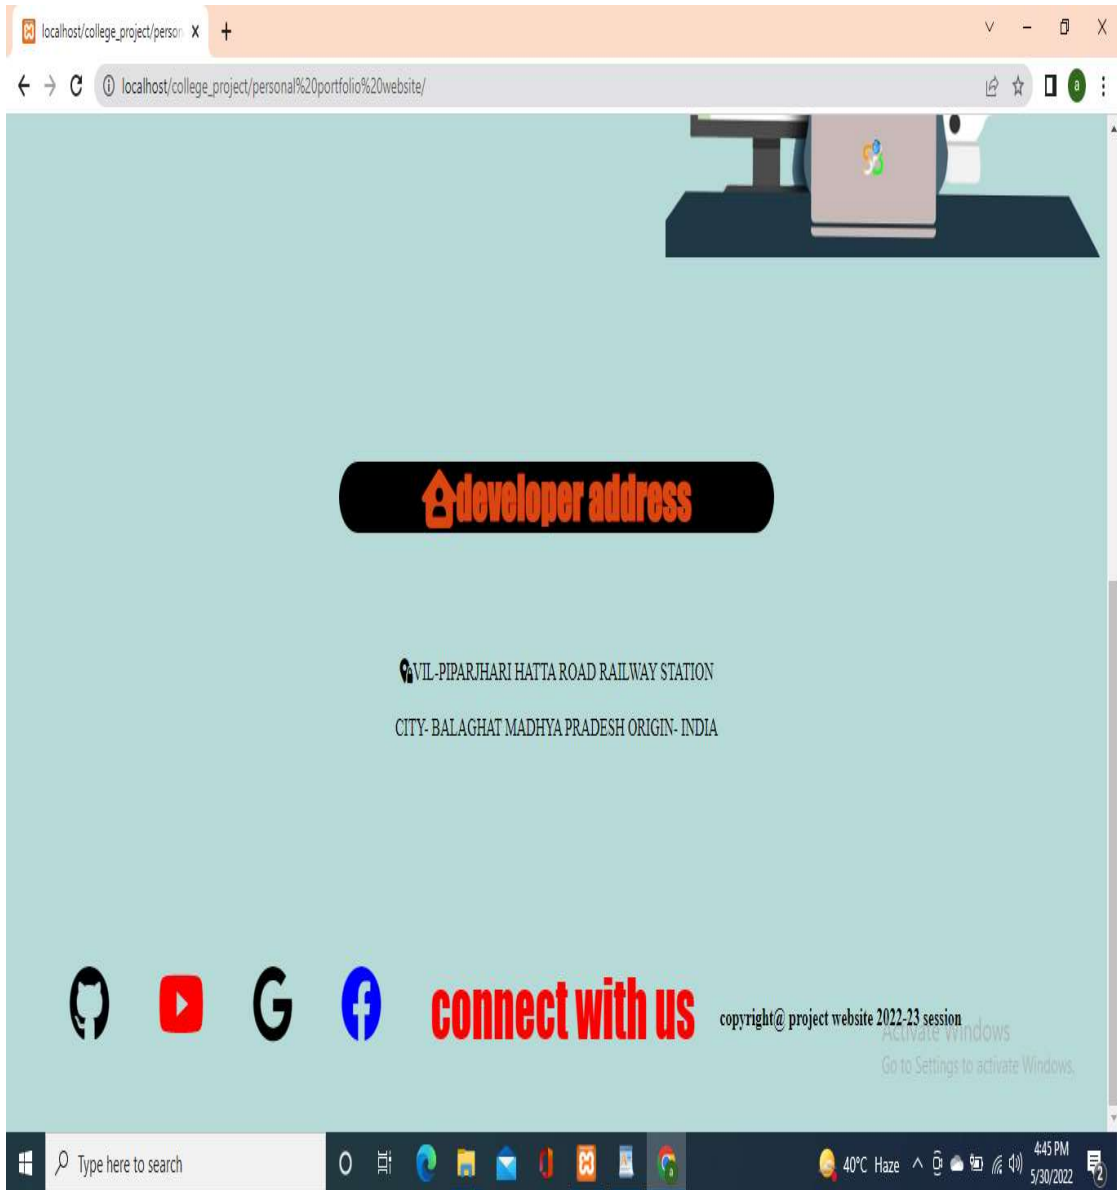 localhost/college_project/person
localhost/college_project/personal%20portfolio%20website/
developer address
VIL-PIPARJHARI HATTA ROAD RAILWAY STATION
CITY- BALAGHAT MADHYA PRADESH ORIGIN- INDIA
connect with us
copyright@ project website 2022-23 session
Activate Windows
Go to Settings to activate Windows.
Type here to search
40°C Haze
4:45 PM
5/30/2022
2